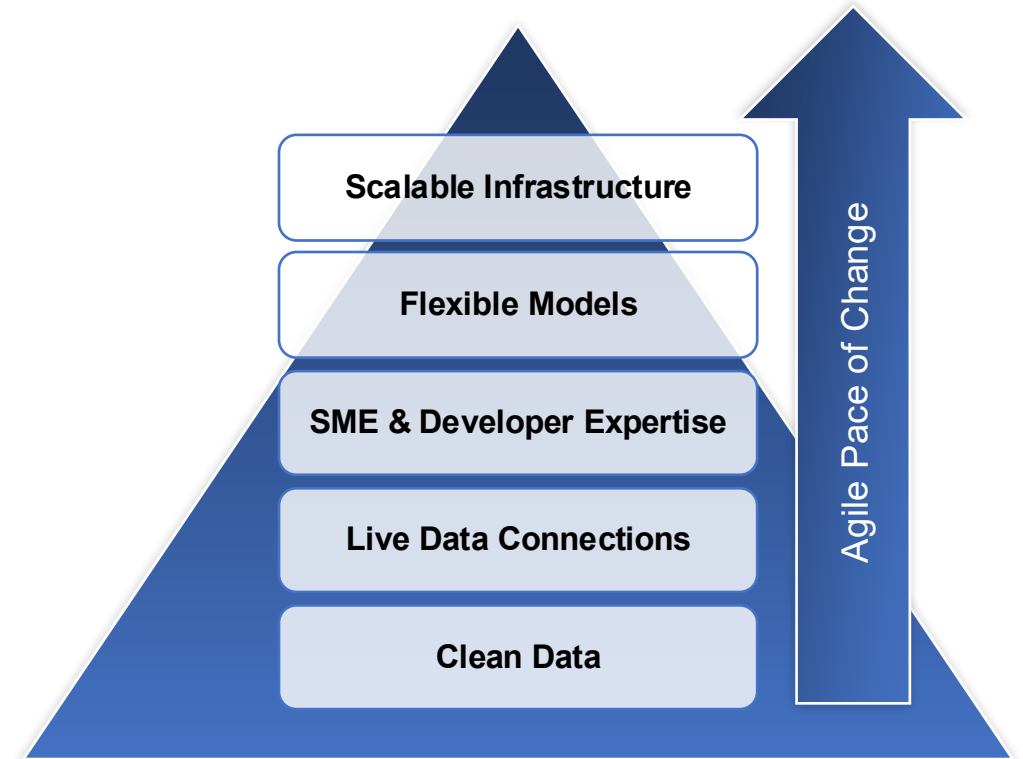 Scalable Infrastructure
Flexible Models
SME & Developer Expertise
Live Data Connections
Clean Data
Agile Pace of Change